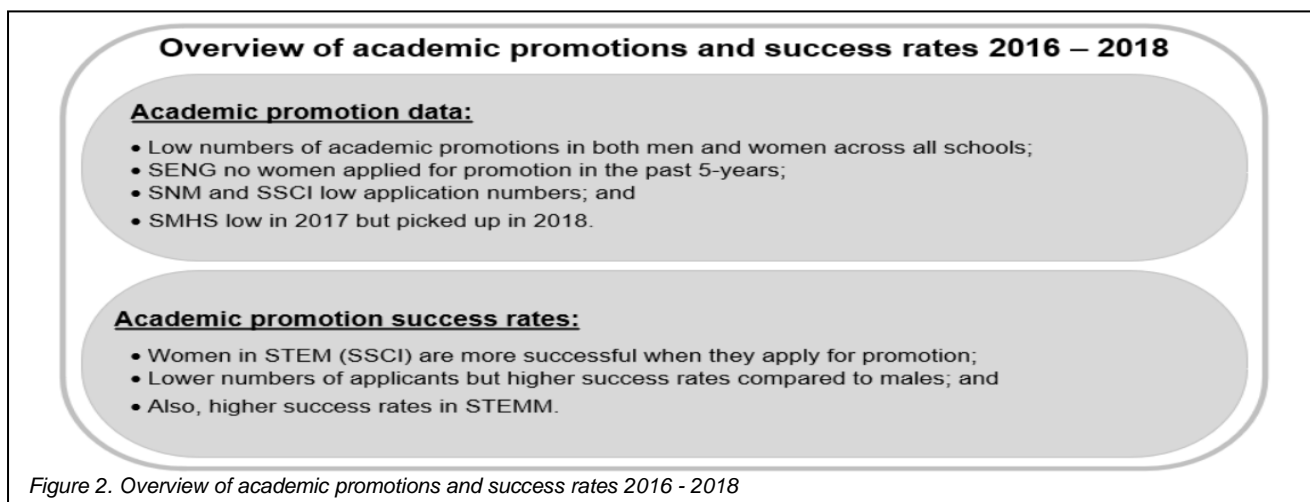 Overview of academic promotions and success rates 2016 – 2018
Academic promotion data:
• Low numbers of academic promotions in both men and women across all schools;
• SENG no women applied for promotion in the past 5-years;
• SNM and SSCI low application numbers; and
• SMHS low in 2017 but picked up in 2018.
Academic promotion success rates:
• Women in STEM (SSCI) are more successful when they apply for promotion;
• Lower numbers of applicants but higher success rates compared to males; and
• Also, higher success rates in STEMM.
Figure 2. Overview of academic promotions and success rates 2016 - 2018